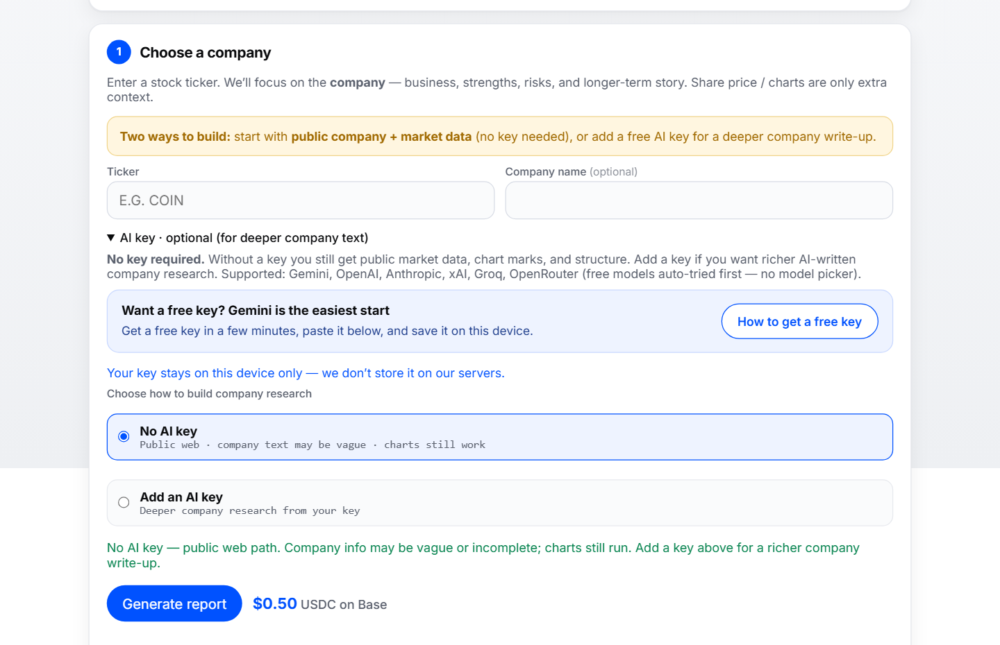 1
Choose a company
Enter a stock ticker. We’ll focus on the company — business, strengths, risks, and longer-term story. Share price / charts are only extra
context.
Two ways to build: start with public company + market data (no key needed), or add a free AI key for a deeper company write-up.
Ticker
Company name (optional)
E.G. COIN
▼ AI key · optional (for deeper company text)
No key required. Without a key you still get public market data, chart marks, and structure. Add a key if you want richer AI-written
company research. Supported: Gemini, OpenAI, Anthropic, xAI, Groq, OpenRouter (free models auto-tried first — no model picker).
Want a free key? Gemini is the easiest start
Get a free key in a few minutes, paste it below, and save it on this device.
How to get a free key
Your key stays on this device only — we don’t store it on our servers.
Choose how to build company research
No AI key
Public web · company text may be vague · charts still work
Add an AI key
Deeper company research from your key
No AI key — public web path. Company info may be vague or incomplete; charts still run. Add a key above for a richer company
write-up.
Generate report
$0.50 USDC on Base